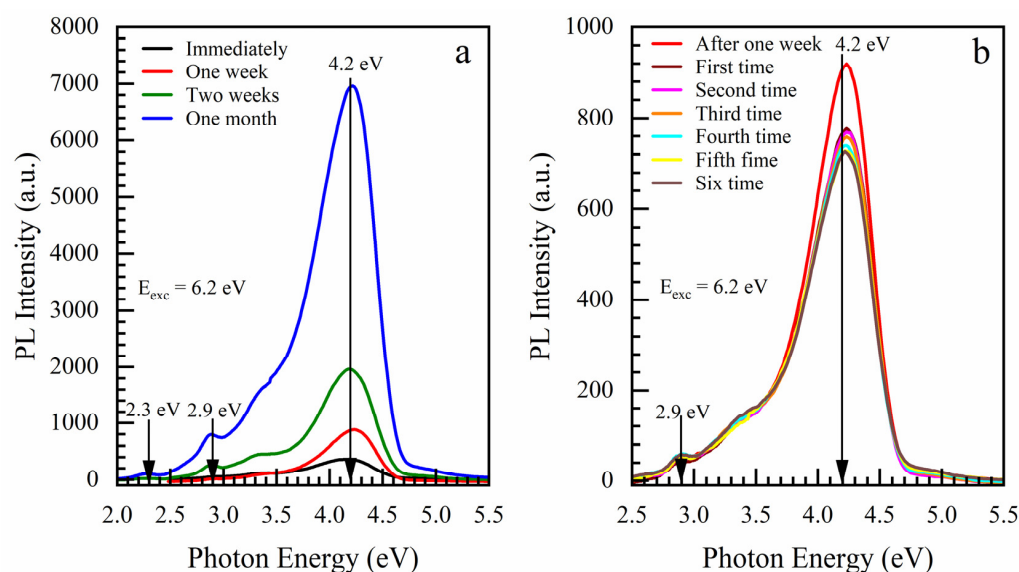 a
Immediately
One week
Two weeks
One month
4.2 eV
E_exc = 6.2 eV
2.3 eV
2.9 eV
8000
7000
6000
5000
4000
3000
2000
1000
0
PL Intensity (a.u.)
2.0 2.5 3.0 3.5 4.0 4.5 5.0 5.5
Photon Energy (eV)
b
After one week
First time
Second time
Third time
Fourth time
Fifth fime
Six time
4.2 eV
E_exc = 6.2 eV
2.9 eV
1000
800
600
400
200
0
PL Intensity (a.u.)
2.5 3.0 3.5 4.0 4.5 5.0 5.5
Photon Energy (eV)